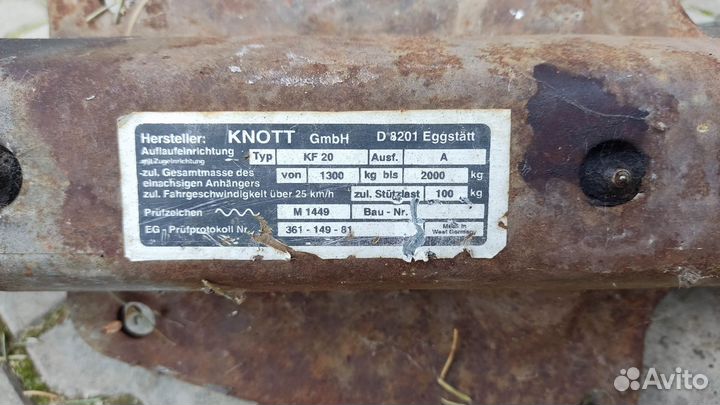 Hersteller: KNOTT GmbH D 8201 Eggstätt
Auflaufeinrichtung
mit Zugeinrichtung Typ KF 20 Ausf. A
zul. Gesamtmasse des
einachsigen Anhängers von 1300 kg bis 2000 kg
zul. Fahrgeschwindigkeit über 25 km/h zul. Stützlast 100 kg
Prüfzeichen M 1449 Bau - Nr.
EG - Prüfprotokoll Nr. 361 - 149 - 81 Made in
West Germany
Avito